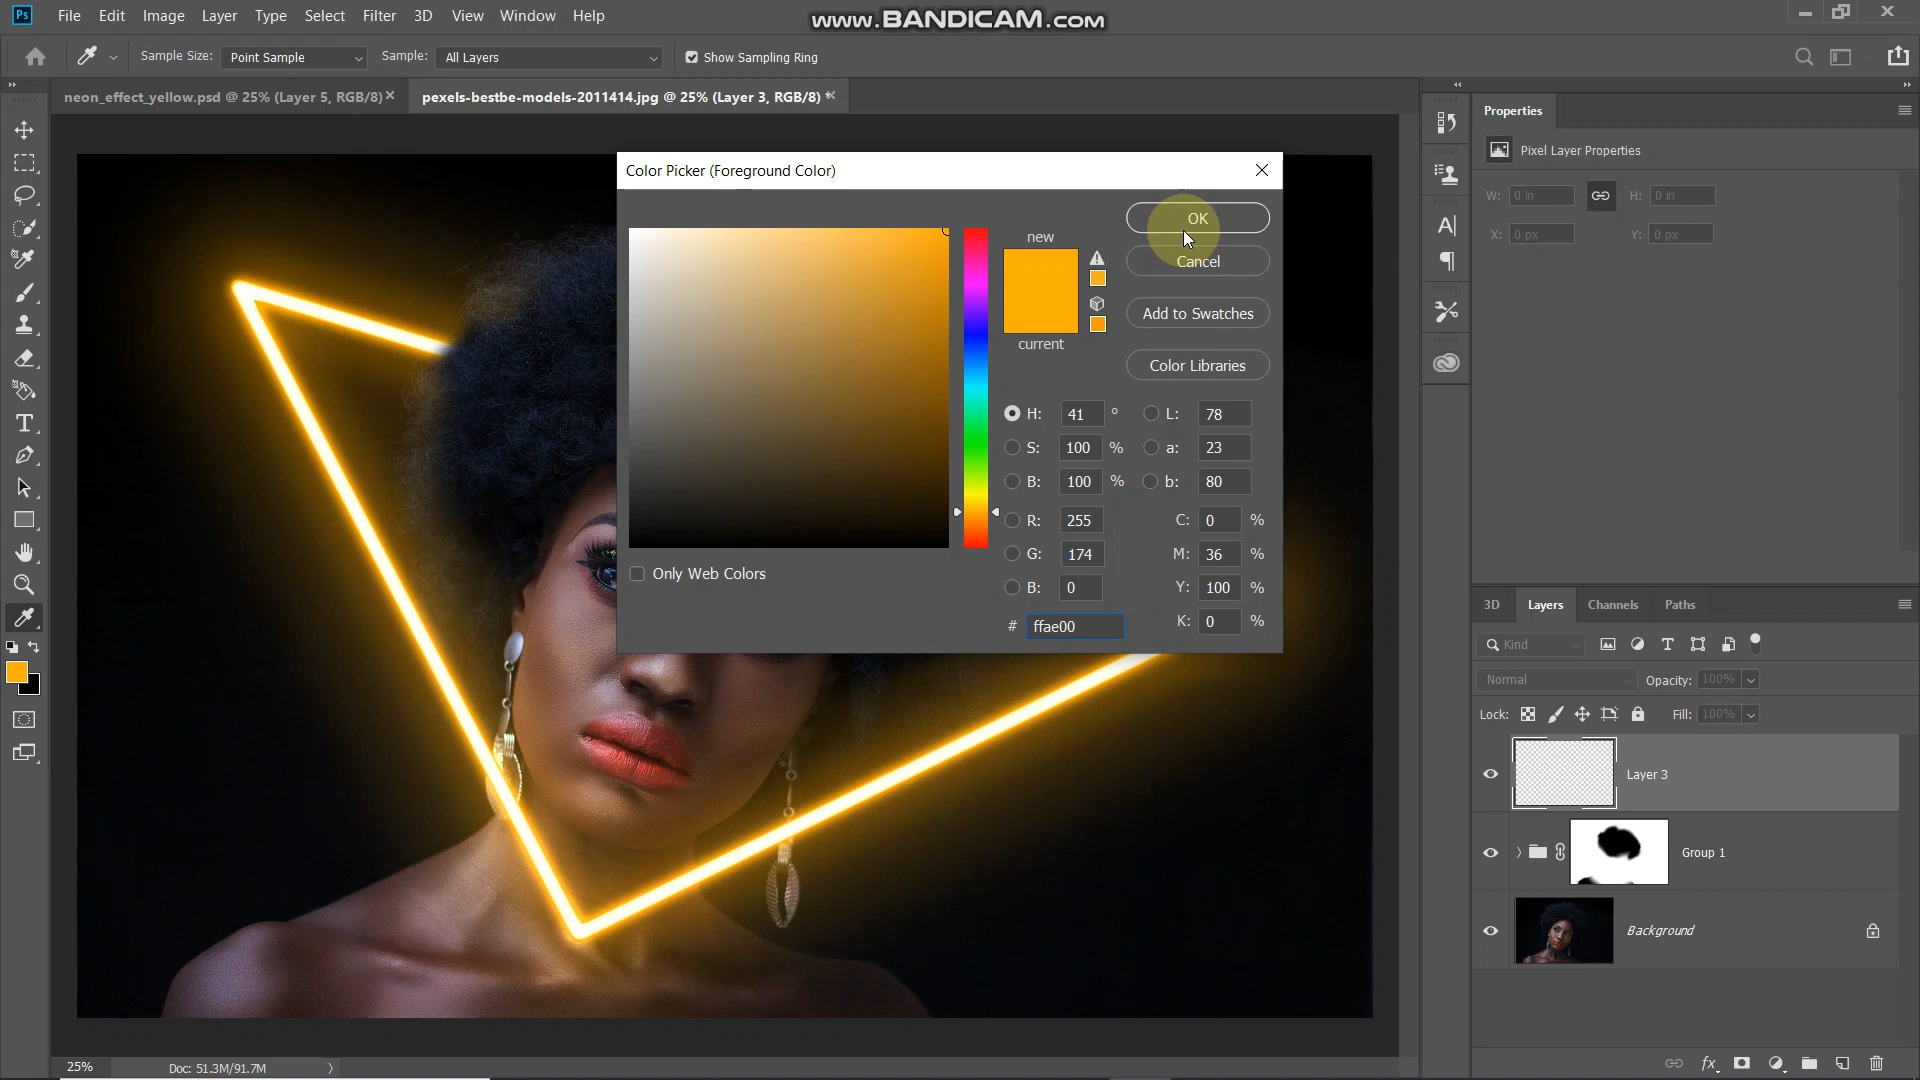 Ps File Edit Image Layer Type Select Filter 3D View Window Help
www.BANDICAM.com
Sample Size: Point Sample Sample: All Layers Show Sampling Ring
neon_effect_yellow.psd @ 25% (Layer 5, RGB/8)
pexels-bestbe-models-2011414.jpg @ 25% (Layer 3, RGB/8)
Color Picker (Foreground Color)
new
current
OK
Cancel
Add to Swatches
Color Libraries
H: 41 ° L: 78
S: 100 % a: 23
B: 100 % b: 80
R: 255 C: 0 %
G: 174 M: 36 %
B: 0 Y: 100 %
# ffae00 K: 0 %
Only Web Colors
Properties
Pixel Layer Properties
W: 0 in H: 0 in
X: 0 px Y: 0 px
3D Layers Channels Paths
Kind
Normal Opacity: 100%
Lock: Fill: 100%
Layer 3
Group 1
Background
25% Doc: 51.3M/91.7M